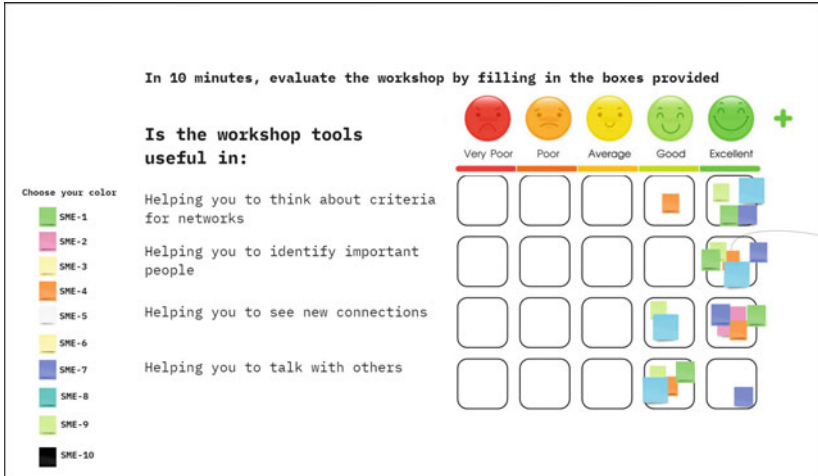 In 10 minutes, evaluate the workshop by filling in the boxes provided
Is the workshop tools
useful in:
Very Poor Poor Average Good Excellent
Choose your color
SME-1
SME-2
SME-3
SME-4
SME-5
SME-6
SME-7
SME-8
SME-9
SME-10
Helping you to think about criteria
for networks
Helping you to identify important
people
Helping you to see new connections
Helping you to talk with others